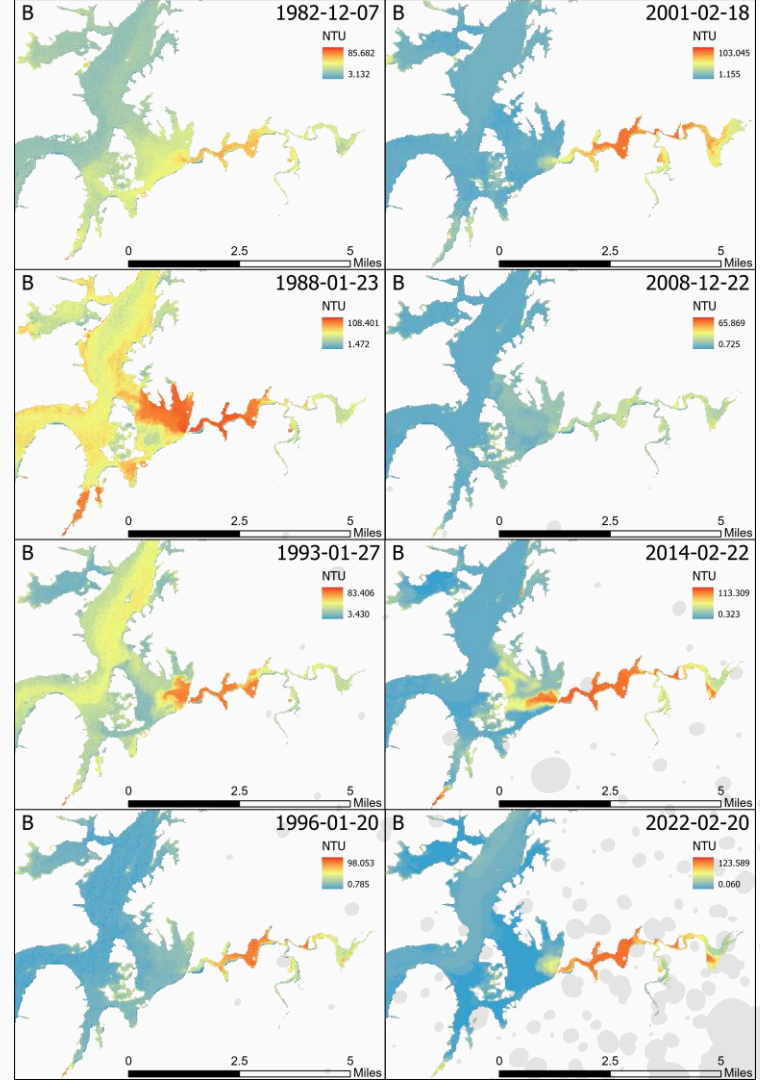 B 1982-12-07
NTU
85.682
3.132
0 2.5 5
Miles
B 2001-02-18
NTU
103.045
1.155
0 2.5 5
Miles
B 1988-01-23
NTU
108.401
1.472
0 2.5 5
Miles
B 2008-12-22
NTU
65.869
0.725
0 2.5 5
Miles
B 1993-01-27
NTU
83.406
3.430
0 2.5 5
Miles
B 2014-02-22
NTU
113.309
0.323
0 2.5 5
Miles
B 1996-01-20
NTU
98.053
0.785
0 2.5 5
Miles
B 2022-02-20
NTU
123.589
0.060
0 2.5 5
Miles